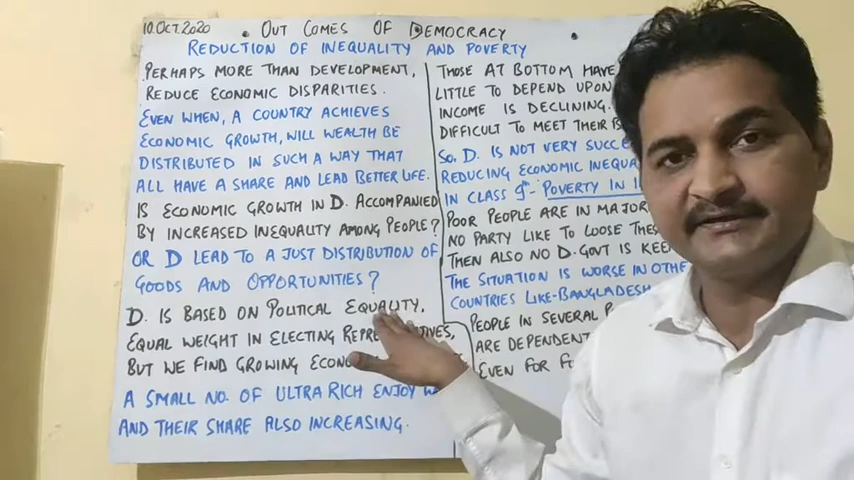 10.OCT.2020
. OUT COMES OF DEMOCRACY .
REDUCTION OF INEQUALITY AND POVERTY
.PERHAPS MORE THAN DEVELOPMENT,
REDUCE ECONOMIC DISPARITIES.
EVEN WHEN, A COUNTRY ACHIEVES
ECONOMIC GROWTH, WILL WEALTH BE
DISTRIBUTED IN SUCH A WAY THAT
ALL HAVE A SHARE AND LEAD BETTER LIFE.
IS ECONOMIC GROWTH IN D. ACCOMPANIED
BY INCREASED INEQUALITY AMONG PEOPLE?
OR D LEAD TO A JUST DISTRIBUTION OF
GOODS AND OPPORTUNITIES?
D. IS BASED ON POLITICAL EQUALITY.
EQUAL WEIGHT IN ELECTING
BUT WE FIND GROWING
A SMALL NO. OF ULTRA RICH ENJOY
AND THEIR SHARE ALSO INCREASING.
THOSE AT BOTTOM HAVE
LITTLE TO DEPEND UPON
INCOME IS DECLINING.
DIFFICULT TO MEET THEIR
SO, D. IS NOT VERY
REDUCING ECONOMIC
IN CLASS 9th. POVERTY IN
POOR PEOPLE ARE IN
NO PARTY LIKE TO LOOSE
THEN ALSO NO D. GOVT IS
THE SITUATION IS WORSE IN
COUNTRIES LIKE-BANGLADESH
PEOPLE IN SEVERAL
ARE DEPENDENT
EVEN FOR